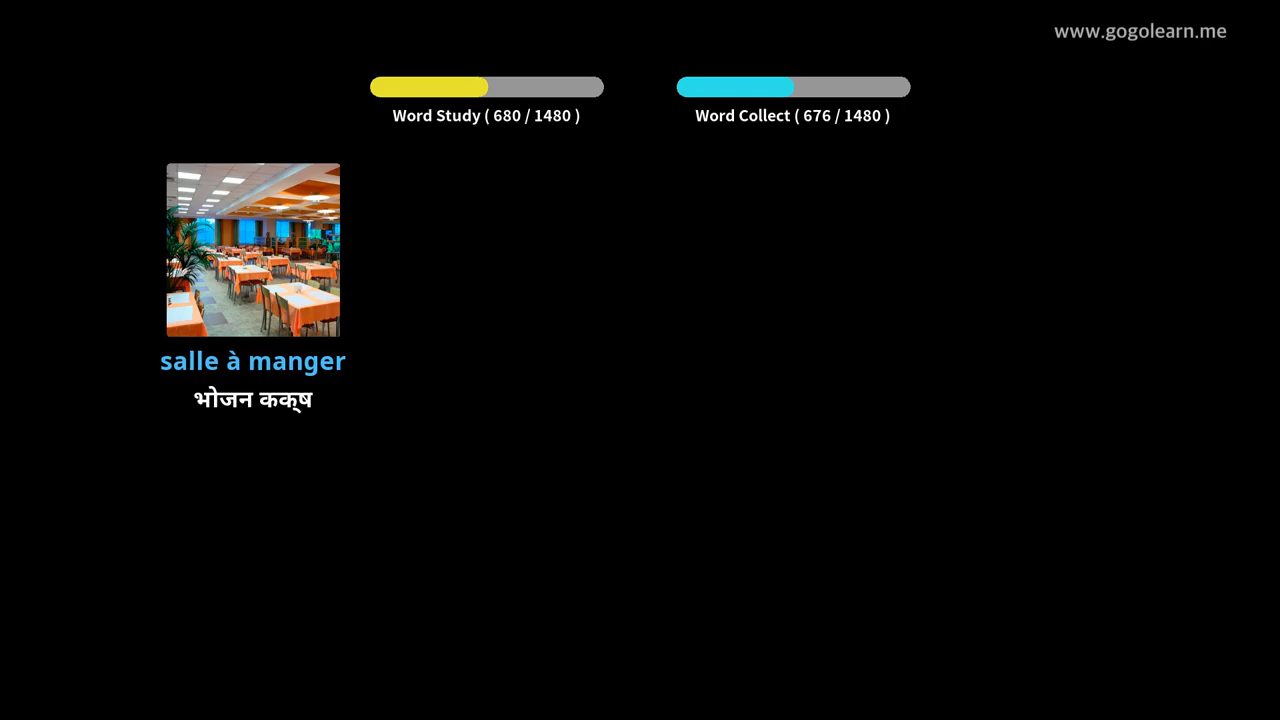 www.gogolearn.me
Word Study ( 680 / 1480 )
Word Collect ( 676 / 1480 )
salle à manger
भोजन कक्ष